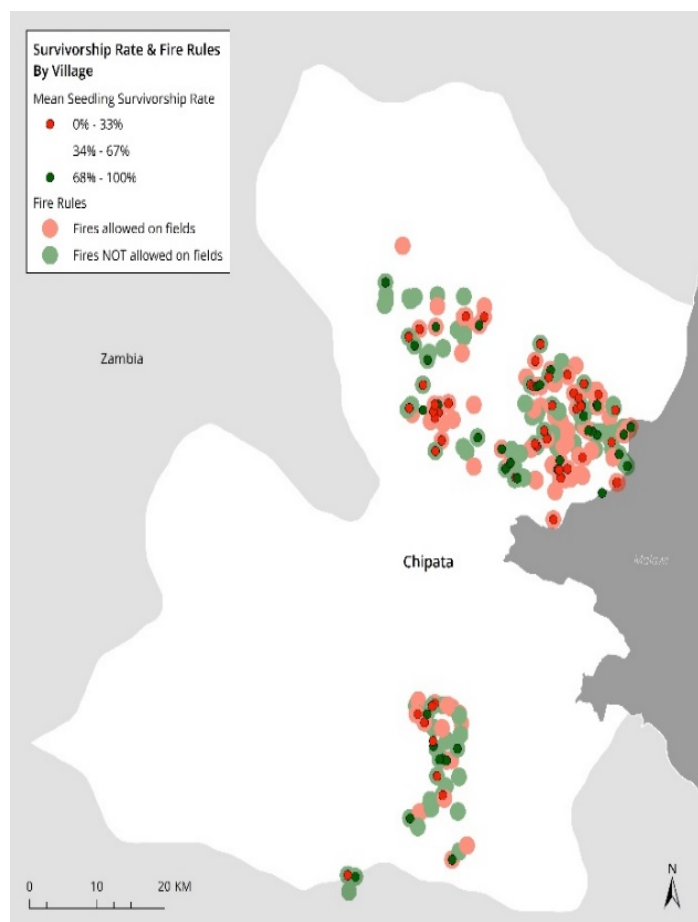 Survivorship Rate & Fire Rules
By Village
Mean Seedling Survivorship Rate
0% - 33%
34% - 67%
68% - 100%
Fire Rules
Fires allowed on fields
Fires NOT allowed on fields
Zambia
Chipata
Malawi
0 10 20 KM
N